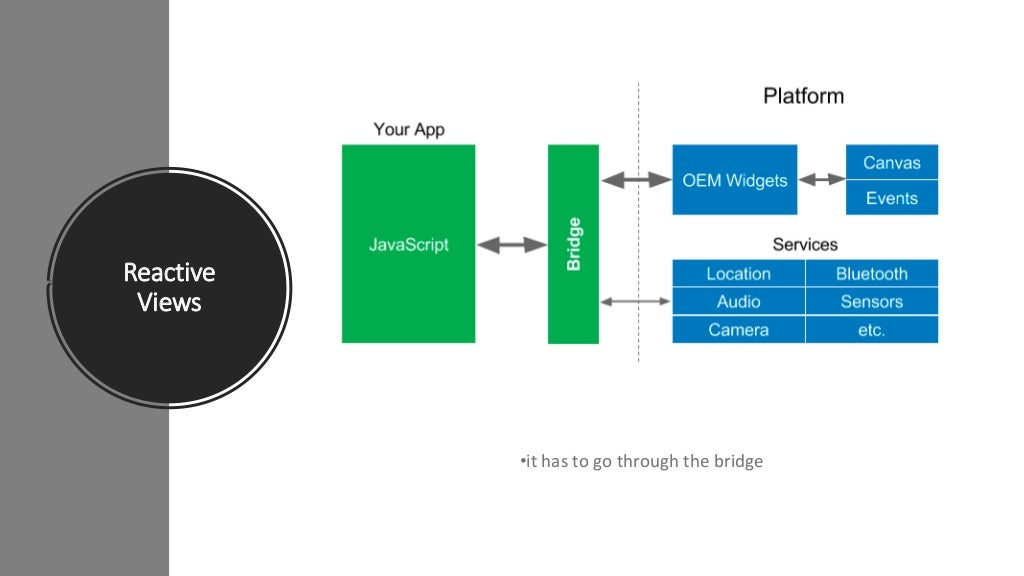 Reactive
Views
Platform
Your App
JavaScript
Bridge
OEM Widgets
Canvas
Events
Services
Location
Bluetooth
Audio
Sensors
Camera
etc.
•it has to go through the bridge